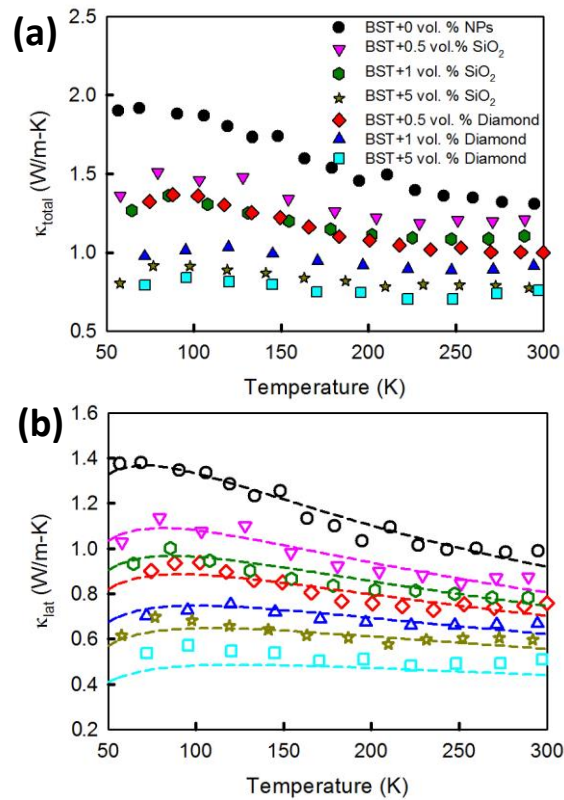 (a)
BST+0 vol. % NPs
BST+0.5 vol.% SiO₂
BST+1 vol. % SiO₂
BST+5 vol. % SiO₂
BST+0.5 vol. % Diamond
BST+1 vol. % Diamond
BST+5 vol. % Diamond
2.5
2.0
1.5
1.0
0.5
κtotal (W/m-K)
50 100 150 200 250 300
Temperature (K)
(b)
1.6
1.4
1.2
1.0
0.8
0.6
0.4
0.2
κlat (W/m-K)
50 100 150 200 250 300
Temperature (K)